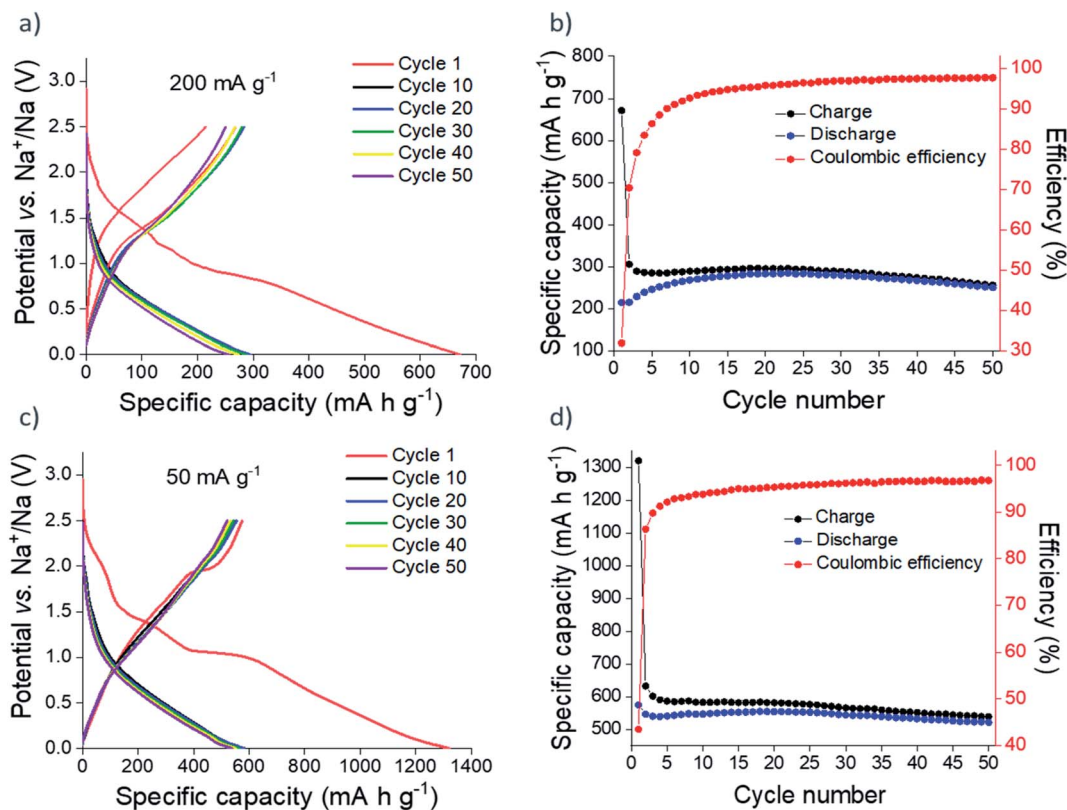 a)
200 mA g⁻¹
Cycle 1
Cycle 10
Cycle 20
Cycle 30
Cycle 40
Cycle 50
Potential vs. Na⁺/Na (V)
3.0
2.5
2.0
1.5
1.0
0.5
0.0
0 100 200 300 400 500 600 700
Specific capacity (mA h g⁻¹)
b)
Charge
Discharge
Coulombic efficiency
Specific capacity (mA h g⁻¹)
800
700
600
500
400
300
200
100
Efficiency (%)
100
90
80
70
60
50
40
30
0 5 10 15 20 25 30 35 40 45 50
Cycle number
c)
50 mA g⁻¹
Cycle 1
Cycle 10
Cycle 20
Cycle 30
Cycle 40
Cycle 50
Potential vs. Na⁺/Na (V)
3.0
2.5
2.0
1.5
1.0
0.5
0.0
0 200 400 600 800 1000 1200 1400
Specific capacity (mA h g⁻¹)
d)
Charge
Discharge
Coulombic efficiency
Specific capacity (mA h g⁻¹)
1300
1200
1100
1000
900
800
700
600
500
Efficiency (%)
100
90
80
70
60
50
40
0 5 10 15 20 25 30 35 40 45 50
Cycle number